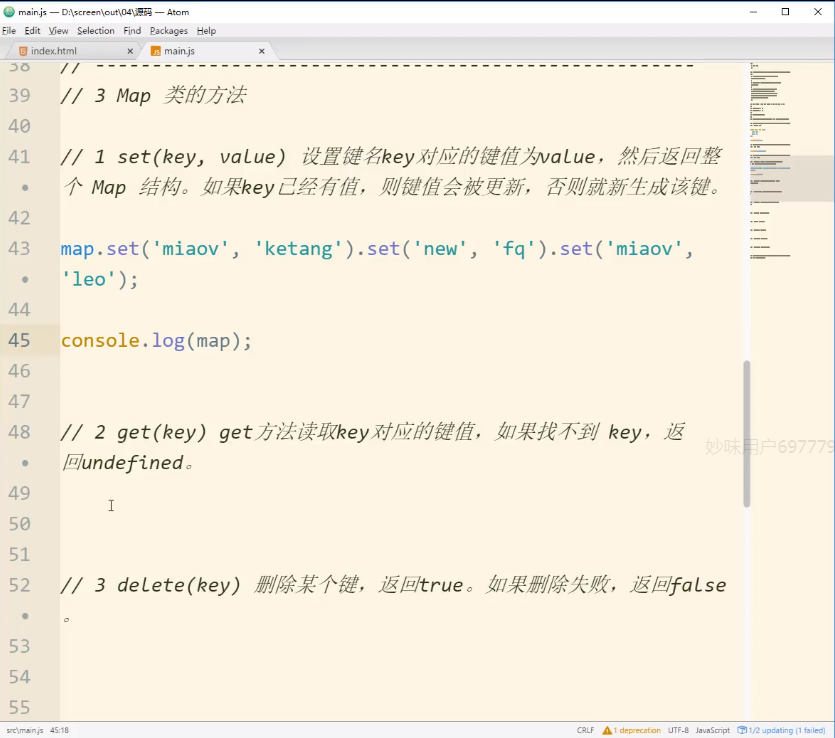 main.js — D:\screen\out\04\源码 — Atom
File Edit View Selection Find Packages Help
index.html
main.js
38 // ----------------------------------------------------
39 // 3 Map 类的方法
40
41 // 1 set(key, value) 设置键名key对应的键值为value，然后返回整
个 Map 结构。如果key已经有值，则键值会被更新，否则就新生成该键。
42
43 map.set('miaov', 'ketang').set('new', 'fq').set('miaov',
'leo');
44
45 console.log(map);
46
47
48 // 2 get(key) get方法读取key对应的键值，如果找不到 key，返
回undefined。
49
50
51
52 // 3 delete(key) 删除某个键，返回true。如果删除失败，返回false
。
53
54
55
妙味用户697779
src\main.js 45:18 CRLF 1 deprecation UTF-8 JavaScript 1/2 updating (1 failed)